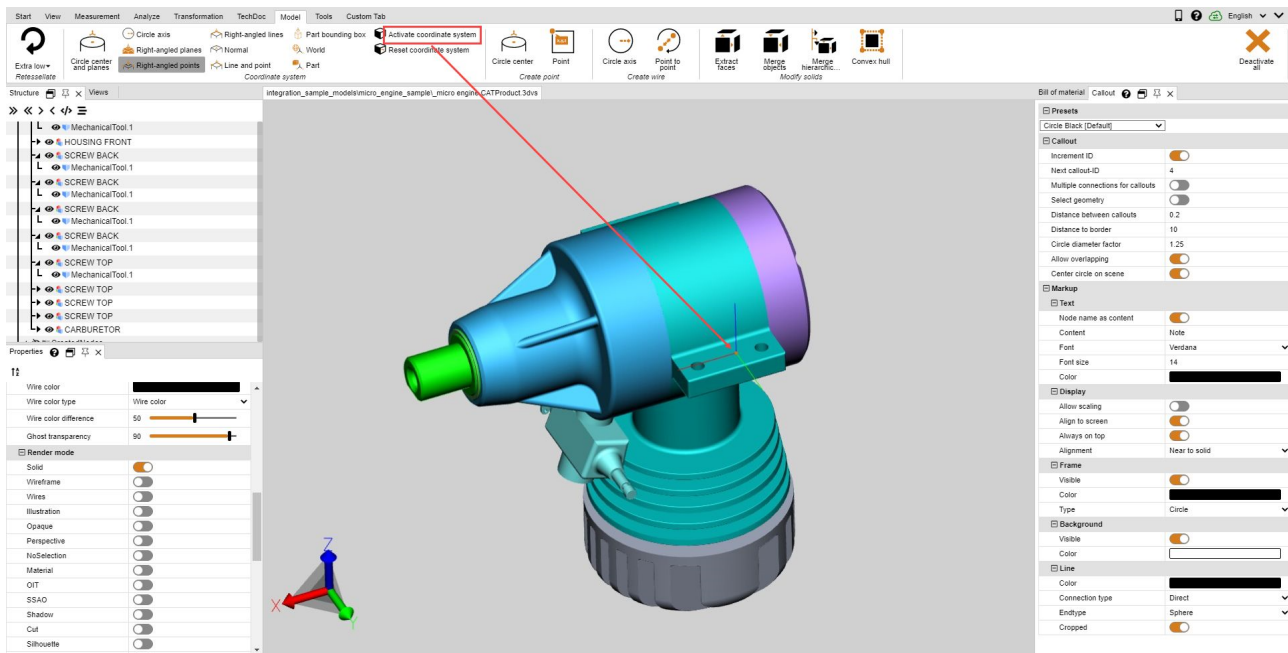 Start View Measurement Analyze Transformation TechDoc Model Tools Custom Tab
English
Extra low
Retessellate
Circle center and planes
Circle axis
Right-angled planes
Right-angled points
Right-angled lines
Normal
Line and point
Part bounding box
World
Part
Activate coordinate system
Reset coordinate system
Coordinate system
Circle center
Point
Create point
Circle axis
Point to point
Create wire
Extract faces
Merge objects
Merge hierarchic...
Convex hull
Modify solids
Deactivate all
Structure Views
integration_sample_models\micro_engine_sample\_micro engine.CATProduct.3dvs
MechanicalTool.1
HOUSING FRONT
SCREW BACK
MechanicalTool.1
SCREW BACK
MechanicalTool.1
SCREW BACK
MechanicalTool.1
SCREW BACK
MechanicalTool.1
SCREW TOP
MechanicalTool.1
SCREW TOP
SCREW TOP
SCREW TOP
CARBURETOR
Properties
Wire color
Wire color type Wire color
Wire color difference 50
Ghost transparency 90
Render mode
Solid
Wireframe
Wires
Illustration
Opaque
Perspective
NoSelection
Material
OIT
SSAO
Shadow
Cut
Silhouette
Z
X
Y
Bill of material Callout
Presets
Circle Black [Default]
Callout
Increment ID
Next callout-ID 4
Multiple connections for callouts
Select geometry
Distance between callouts 0.2
Distance to border 10
Circle diameter factor 1.25
Allow overlapping
Center circle on scene
Markup
Text
Node name as content
Content Note
Font Verdana
Font size 14
Color
Display
Allow scaling
Align to screen
Always on top
Alignment Near to solid
Frame
Visible
Color
Type Circle
Background
Visible
Color
Line
Color
Connection type Direct
Endtype Sphere
Cropped